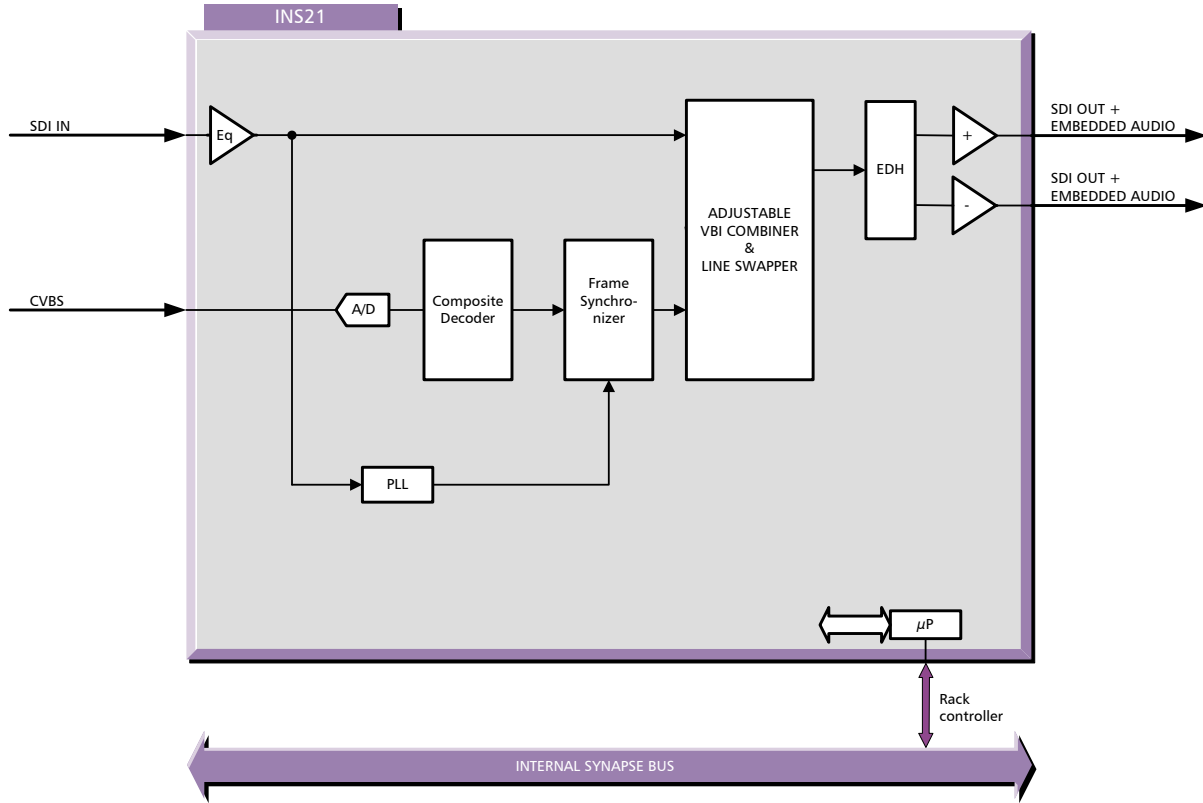 INS21
SDI IN
Eq
SDI OUT +
EMBEDDED AUDIO
+
EDH
SDI OUT +
EMBEDDED AUDIO
-
ADJUSTABLE
VBI COMBINER
&
LINE SWAPPER
CVBS
A/D
Composite
Decoder
Frame
Synchro-
nizer
PLL
µP
Rack
controller
INTERNAL SYNAPSE BUS